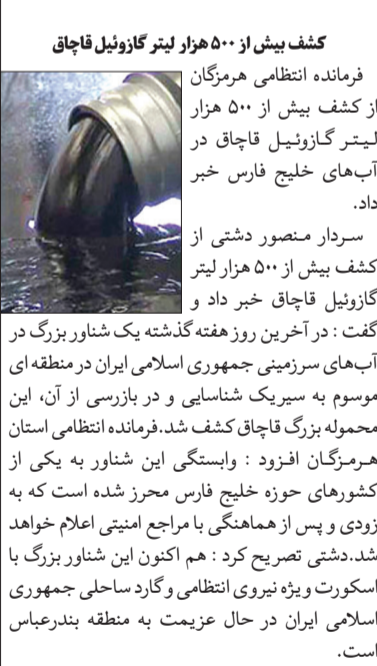 کشف بیش از ۵۰۰ هزار لیتر گازوئیل قاچاق
فرمانده انتظامی هرمزگان
از کشف بیش از ۵۰۰ هزار
لیتر گازوئیل قاچاق در
آب‌های خلیج فارس خبر
داد.
سردار منصور دشتی از
کشف بیش از ۵۰۰ هزار لیتر
گازوئیل قاچاق خبر داد و
گفت : در آخرین روز هفته گذشته یک شناور بزرگ در
آب‌های سرزمینی جمهوری اسلامی ایران در منطقه ای
موسوم به سیریک شناسایی و در بازرسی از آن، این
محموله بزرگ قاچاق کشف شد.فرمانده انتظامی استان
هرمزگان افزود : وابستگی این شناور به یکی از
کشورهای حوزه خلیج فارس محرز شده است که به
زودی و پس از هماهنگی با مراجع امنیتی اعلام خواهد
شد.دشتی تصریح کرد : هم اکنون این شناور بزرگ با
اسکورت ویژه نیروی انتظامی و گارد ساحلی جمهوری
اسلامی ایران در حال عزیمت به منطقه بندرعباس
است.